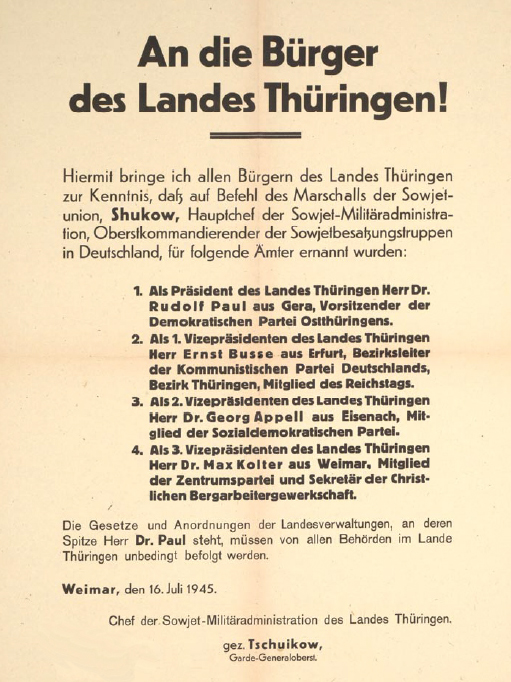 An die Bürger
des Landes Thüringen!
Hiermit bringe ich allen Bürgern des Landes Thüringen
zur Kenntnis, daß auf Befehl des Marschalls der Sowjet-
union, Shukow, Hauptchef der Sowjet-Militäradministra-
tion, Oberstkommandierender der Sowjetbesatzungstruppen
in Deutschland, für folgende Ämter ernannt wurden:
1. Als Präsident des Landes Thüringen Herr Dr.
Rudolf Paul aus Gera, Vorsitzender der
Demokratischen Partei Ostthüringens.
2. Als 1. Vizepräsidenten des Landes Thüringen
Herr Ernst Busse aus Erfurt, Bezirksleiter
der Kommunistischen Partei Deutschlands,
Bezirk Thüringen, Mitglied des Reichstags.
3. Als 2. Vizepräsidenten des Landes Thüringen
Herr Dr. Georg Appell aus Eisenach, Mit-
glied der Sozialdemokratischen Partei.
4. Als 3. Vizepräsidenten des Landes Thüringen
Herr Dr. Max Kolter aus Weimar, Mitglied
der Zentrumspartei und Sekretär der Christ-
lichen Bergarbeitergewerkschaft.
Die Gesetze und Anordnungen der Landesverwaltungen, an deren
Spitze Herr Dr. Paul steht, müssen von allen Behörden im Lande
Thüringen unbedingt befolgt werden.
Weimar, den 16. Juli 1945.
Chef der Sowjet-Militäradministration des Landes Thüringen.
gez. Tschuikow,
Garde-Generaloberst.